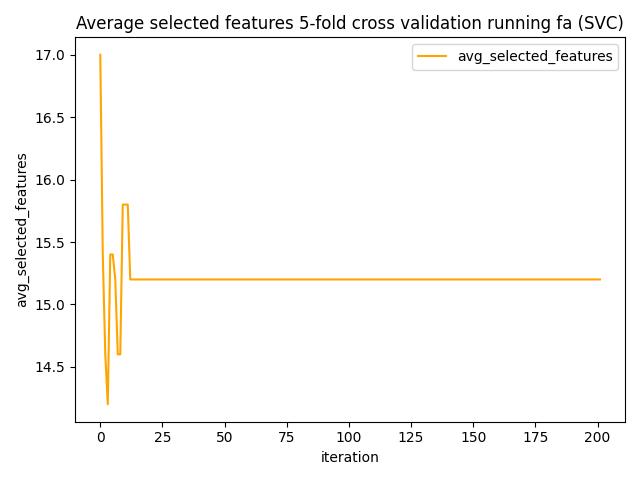 Average selected features 5-fold cross validation running fa (SVC)
avg_selected_features
17.0
16.5
16.0
15.5
15.0
14.5
avg_selected_features
0 25 50 75 100 125 150 175 200
iteration